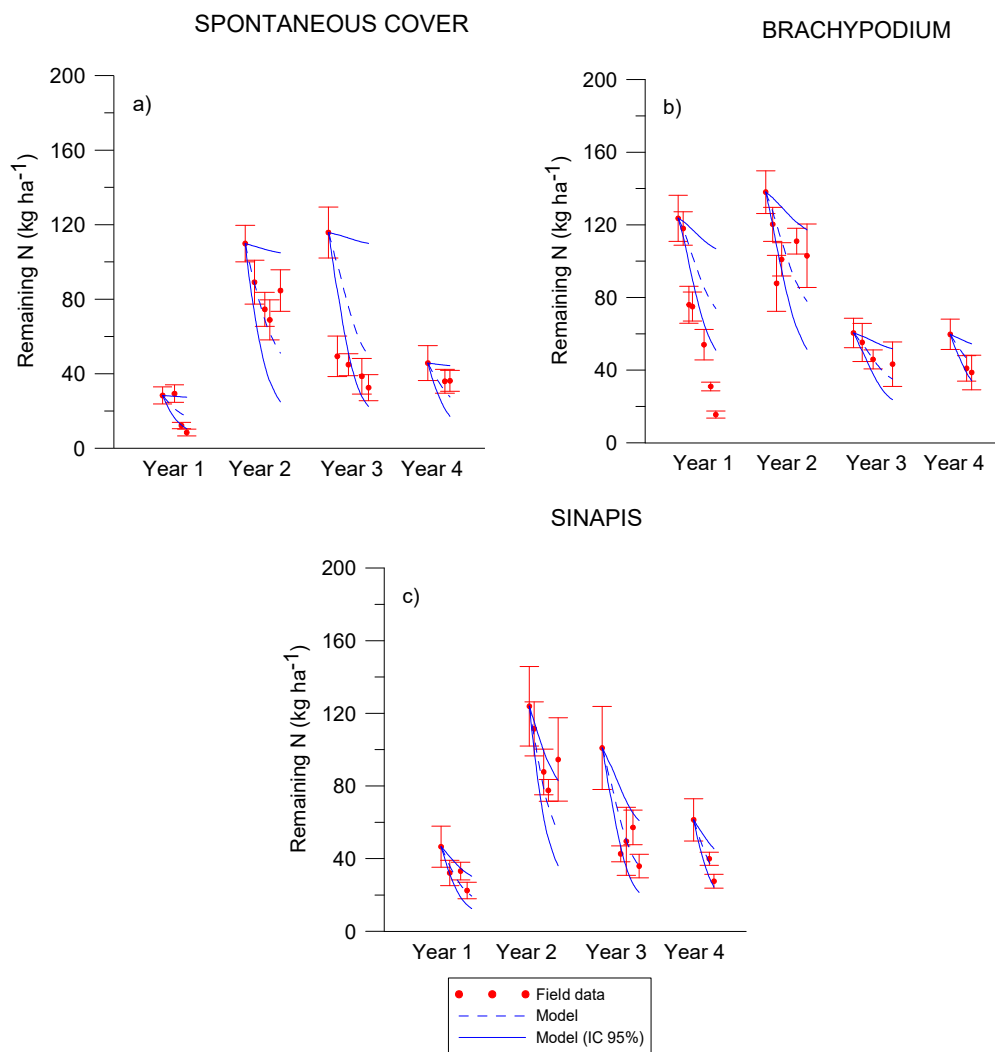 SPONTANEOUS COVER
a)
Remaining N (kg ha⁻¹)
200
160
120
80
40
0
Year 1 Year 2 Year 3 Year 4
BRACHYPODIUM
b)
Remaining N (kg ha⁻¹)
200
160
120
80
40
0
Year 1 Year 2 Year 3 Year 4
SINAPIS
c)
Remaining N (kg ha⁻¹)
200
160
120
80
40
0
Year 1 Year 2 Year 3 Year 4
Field data
Model
Model (IC 95%)